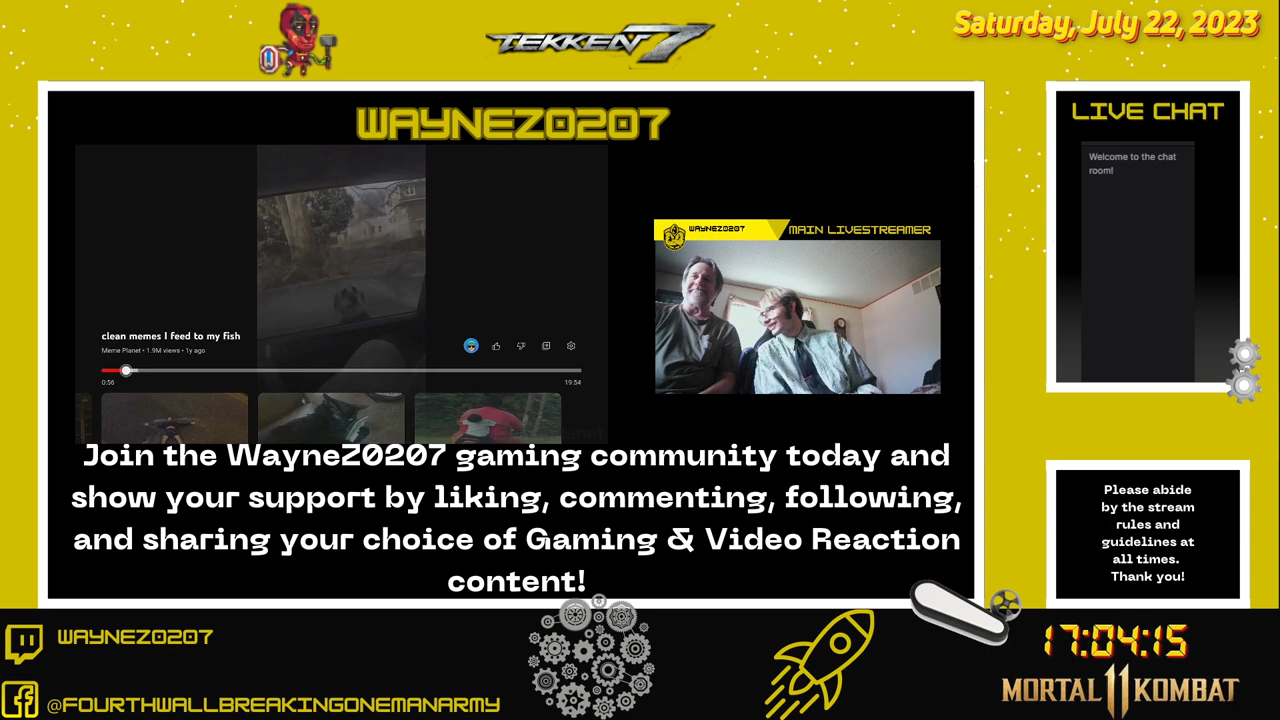 TEKKEN 7
Saturday, July 22, 2023
WAYNEZ0207
LIVE CHAT
Welcome to the chat
room!
WAYNEZ0207
MAIN LIVESTREAMER
clean memes I feed to my fish
Meme Planet • 1.9M views • 1y ago
0:56
19:54
Join the WayneZ0207 gaming community today and
show your support by liking, commenting, following,
and sharing your choice of Gaming & Video Reaction
content!
Please abide
by the stream
rules and
guidelines at
all times.
Thank you!
WAYNEZ0207
@FOURTHWALLBREAKINGONEMANARMY
17:04:15
MORTAL 11 KOMBAT